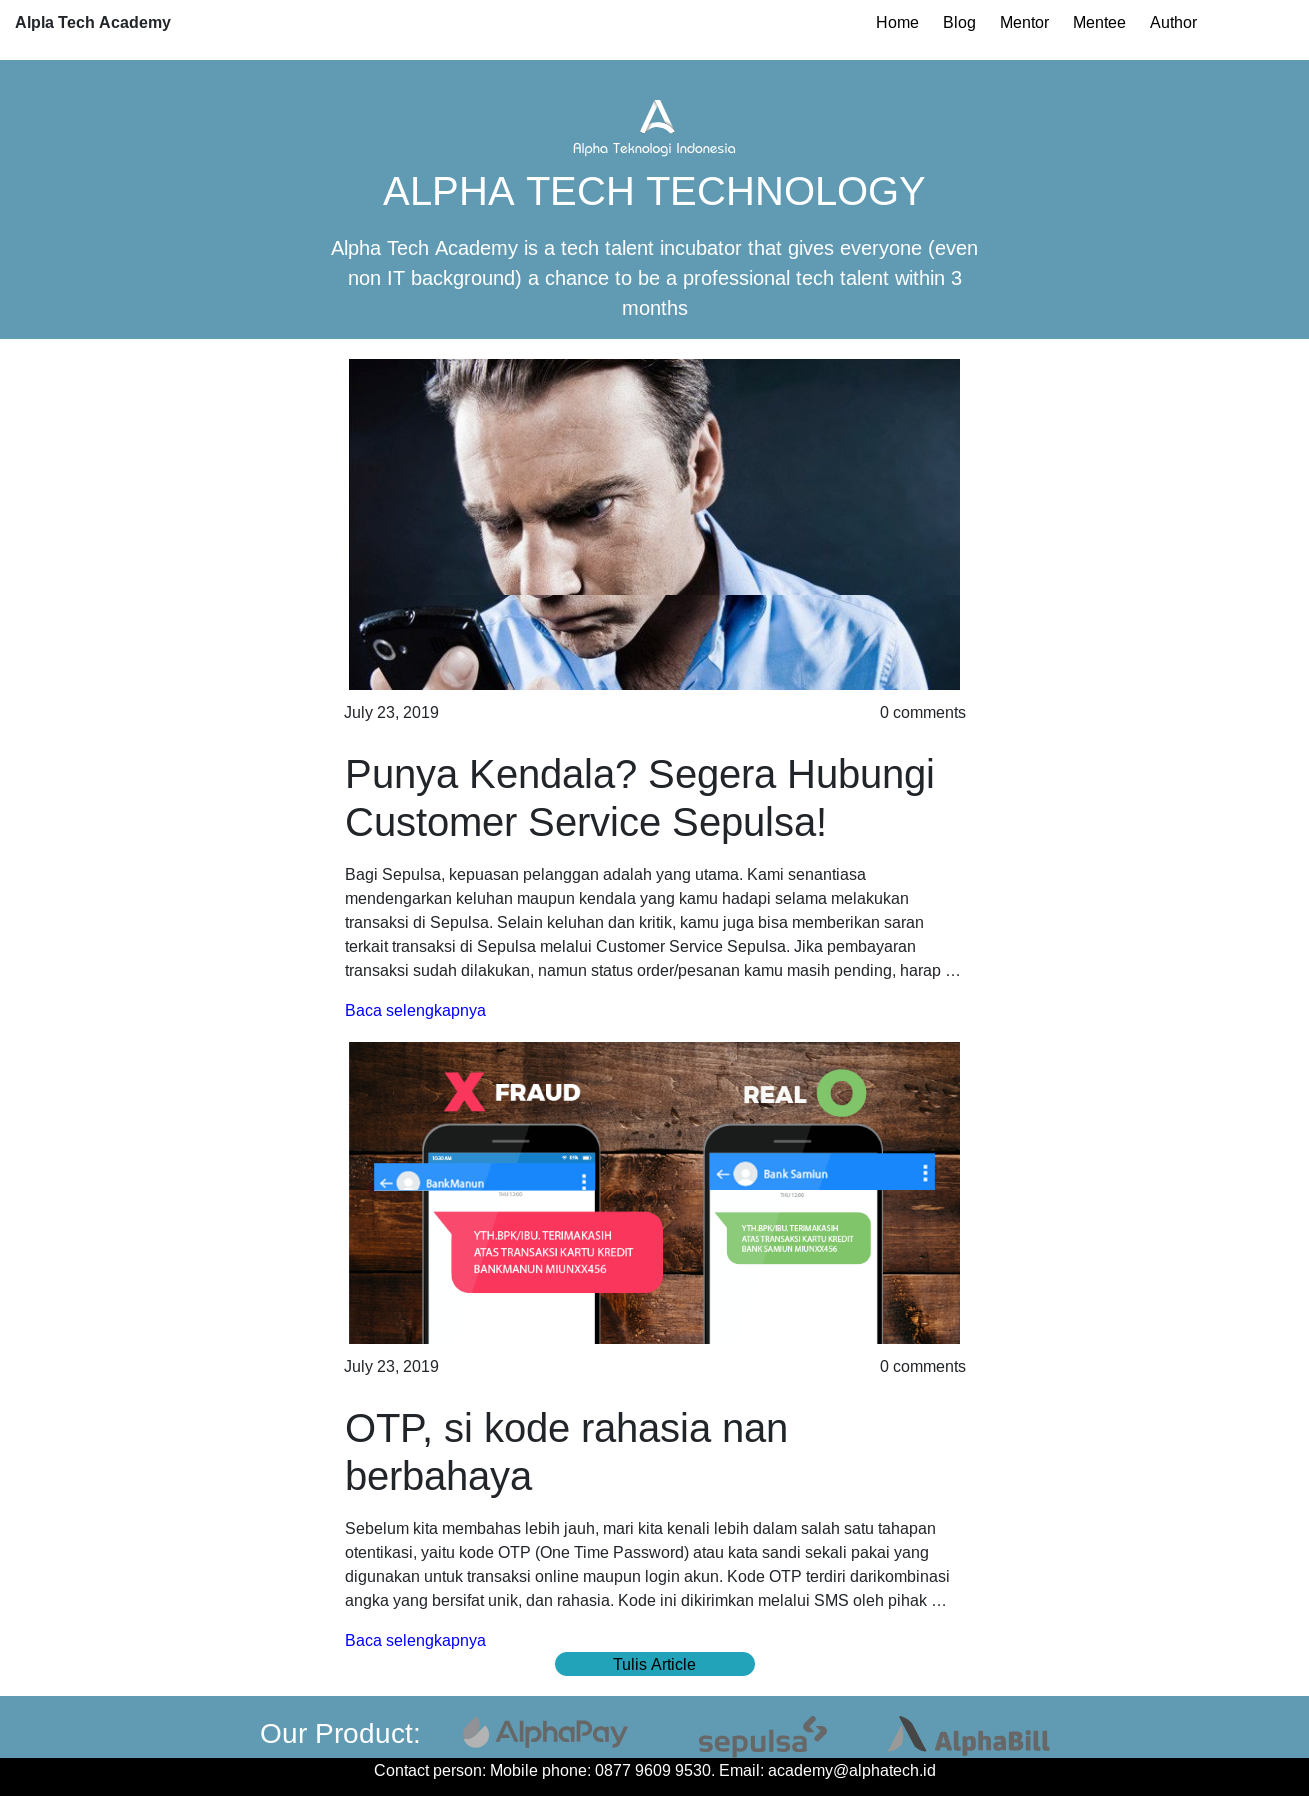 Alpla Tech Academy
Home Blog Mentor Mentee Author
Alpha Teknologi Indonesia
ALPHA TECH TECHNOLOGY
Alpha Tech Academy is a tech talent incubator that gives everyone (even
non IT background) a chance to be a professional tech talent within 3
months
July 23, 2019 0 comments
Punya Kendala? Segera Hubungi
Customer Service Sepulsa!
Bagi Sepulsa, kepuasan pelanggan adalah yang utama. Kami senantiasa
mendengarkan keluhan maupun kendala yang kamu hadapi selama melakukan
transaksi di Sepulsa. Selain keluhan dan kritik, kamu juga bisa memberikan saran
terkait transaksi di Sepulsa melalui Customer Service Sepulsa. Jika pembayaran
transaksi sudah dilakukan, namun status order/pesanan kamu masih pending, harap …
Baca selengkapnya
X FRAUD REAL O
10:30 AM 81%
BankManun
Bank Samiun
THU 12:00
THU 12:00
YTH.BPK/IBU. TERIMAKASIH
ATAS TRANSAKSI KARTU KREDIT
BANKMANUN MIUNXX456
YTH.BPK/IBU. TERIMAKASIH
ATAS TRANSAKSI KARTU KREDIT
BANK SAMIUN MIUNXX456
July 23, 2019 0 comments
OTP, si kode rahasia nan
berbahaya
Sebelum kita membahas lebih jauh, mari kita kenali lebih dalam salah satu tahapan
otentikasi, yaitu kode OTP (One Time Password) atau kata sandi sekali pakai yang
digunakan untuk transaksi online maupun login akun. Kode OTP terdiri darikombinasi
angka yang bersifat unik, dan rahasia. Kode ini dikirimkan melalui SMS oleh pihak …
Baca selengkapnya
Tulis Article
Our Product: AlphaPay sepulsa AlphaBill
Contact person: Mobile phone: 0877 9609 9530. Email: academy@alphatech.id